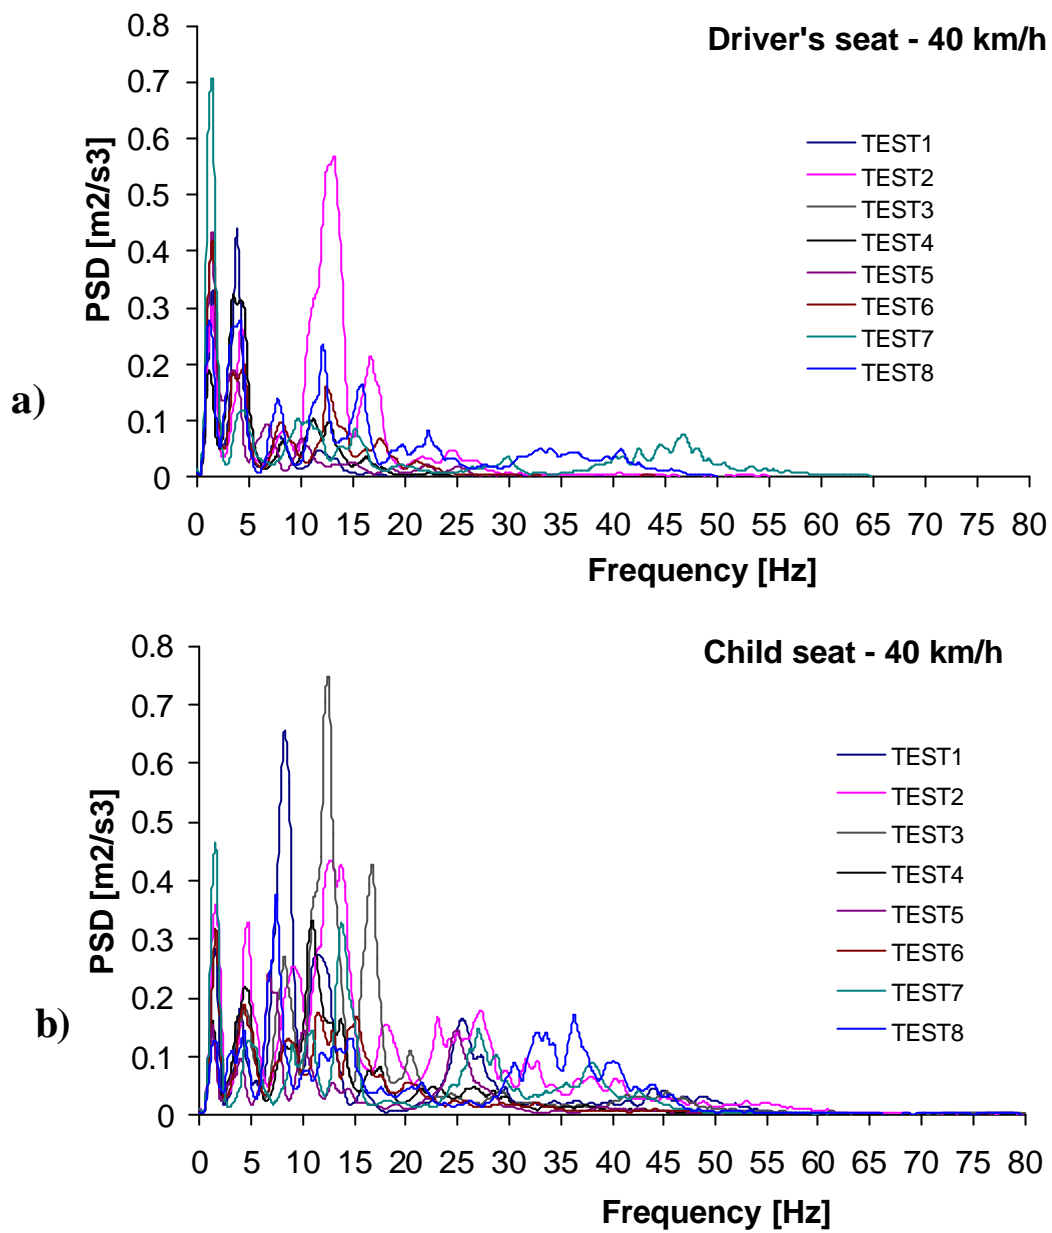 Driver's seat - 40 km/h
PSD [m2/s3]
0.8
0.7
0.6
0.5
0.4
0.3
0.2
0.1
0
TEST1
TEST2
TEST3
TEST4
TEST5
TEST6
TEST7
TEST8
a)
0 5 10 15 20 25 30 35 40 45 50 55 60 65 70 75 80
Frequency [Hz]
Child seat - 40 km/h
PSD [m2/s3]
0.8
0.7
0.6
0.5
0.4
0.3
0.2
0.1
0
TEST1
TEST2
TEST3
TEST4
TEST5
TEST6
TEST7
TEST8
b)
0 5 10 15 20 25 30 35 40 45 50 55 60 65 70 75 80
Frequency [Hz]